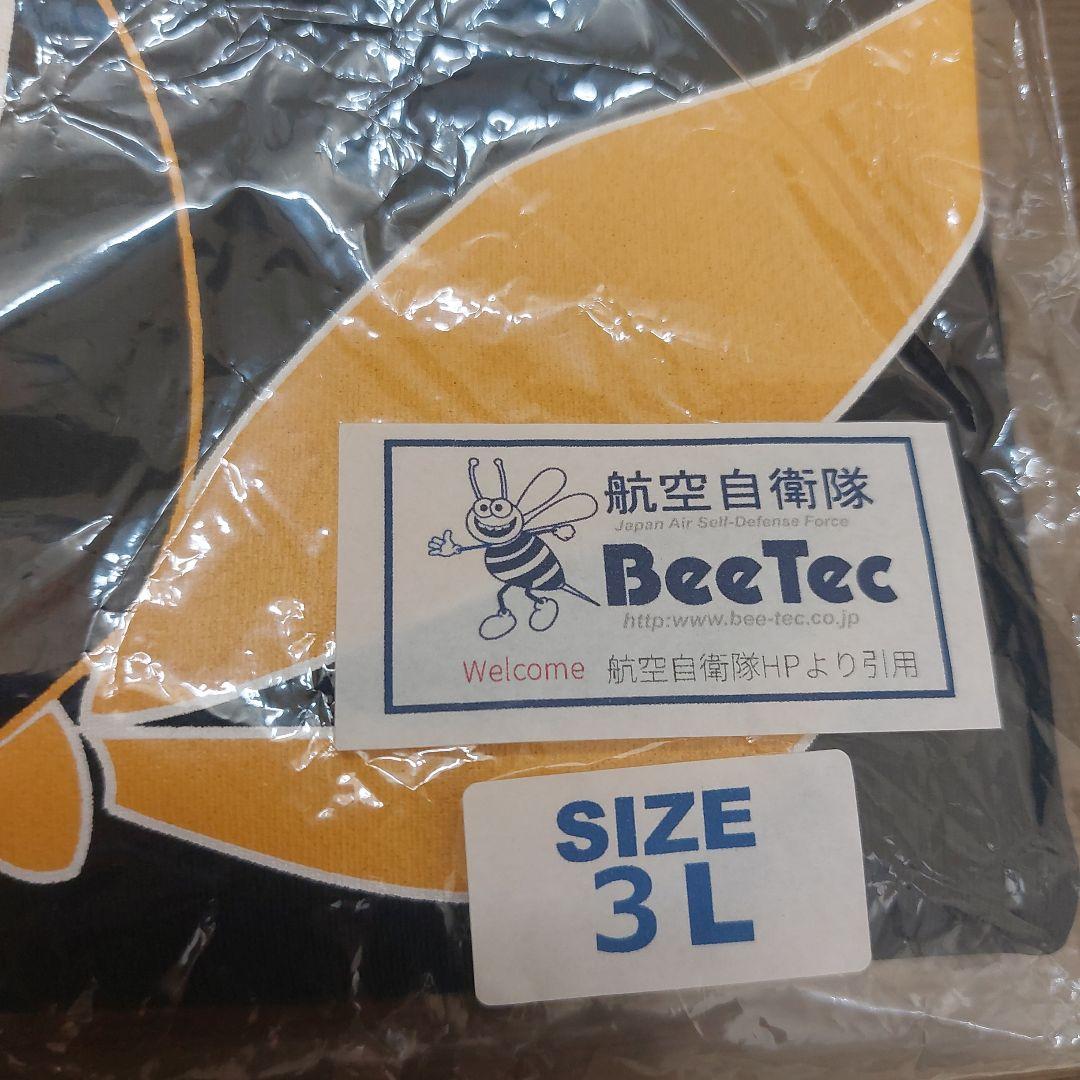 航空自衛隊
Japan Air Self-Defense Force
BeeTec
http:www.bee-tec.co.jp
Welcome 航空自衛隊HPより引用
SIZE
3L